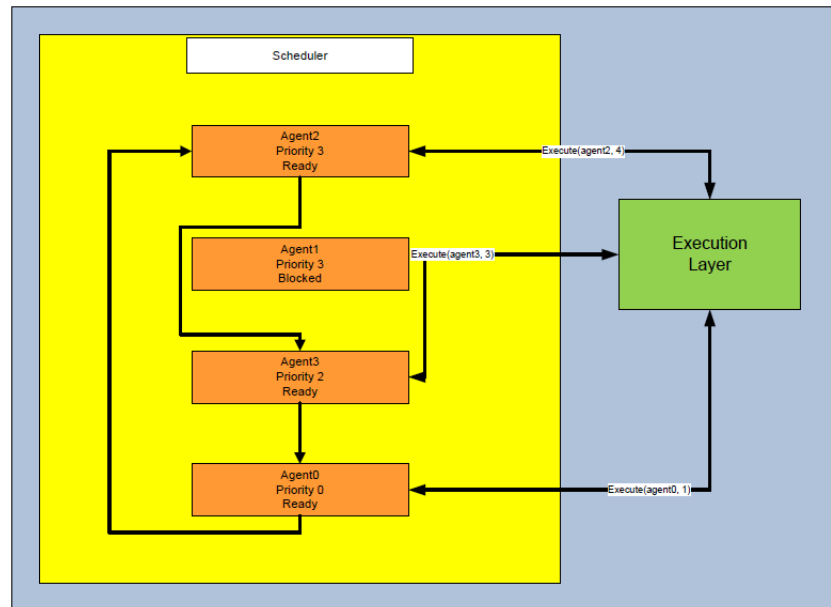 Scheduler
Agent2
Priority 3
Ready
Execute(agent2, 4)
Agent1
Priority 3
Blocked
Execute(agent3, 3)
Execution
Layer
Agent3
Priority 2
Ready
Agent0
Priority 0
Ready
Execute(agent0, 1)